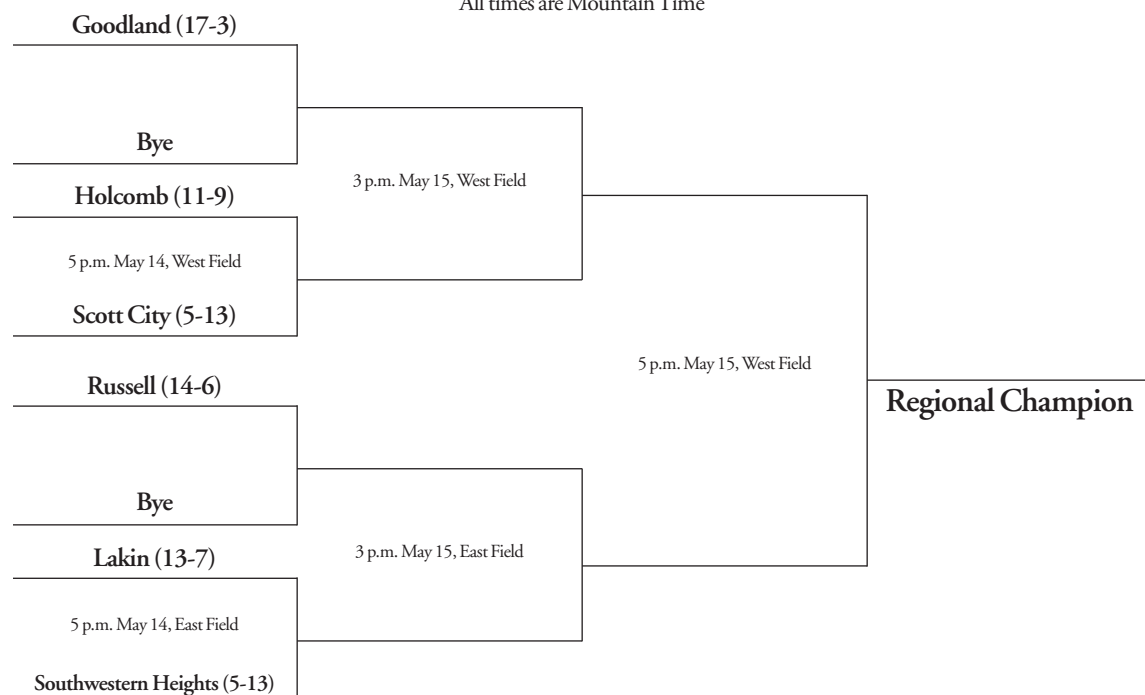 All times are Mountain Time
Goodland (17-3)
Bye
3 p.m. May 15, West Field
Holcomb (11-9)
5 p.m. May 14, West Field
Scott City (5-13)
5 p.m. May 15, West Field
Russell (14-6)
Regional Champion
Bye
3 p.m. May 15, East Field
Lakin (13-7)
5 p.m. May 14, East Field
Southwestern Heights (5-13)